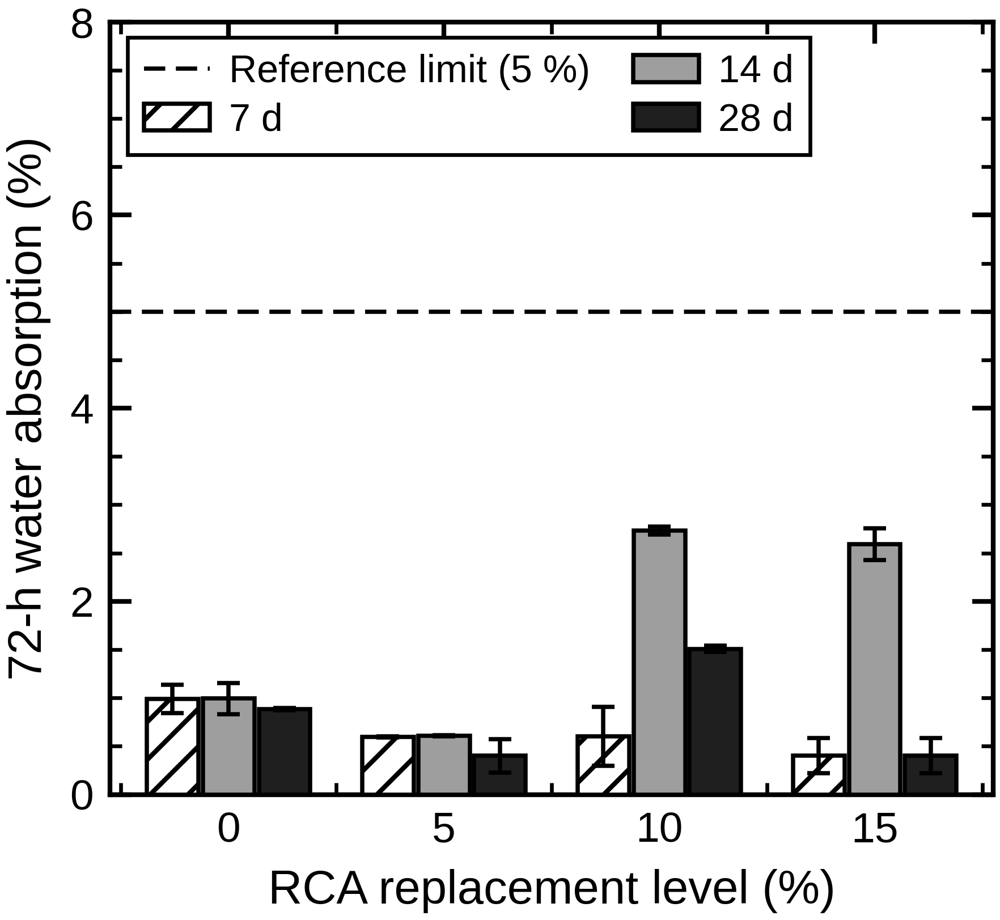 8
6
4
2
0
72-h water absorption (%)
Reference limit (5 %)
7 d
14 d
28 d
0 5 10 15
RCA replacement level (%)